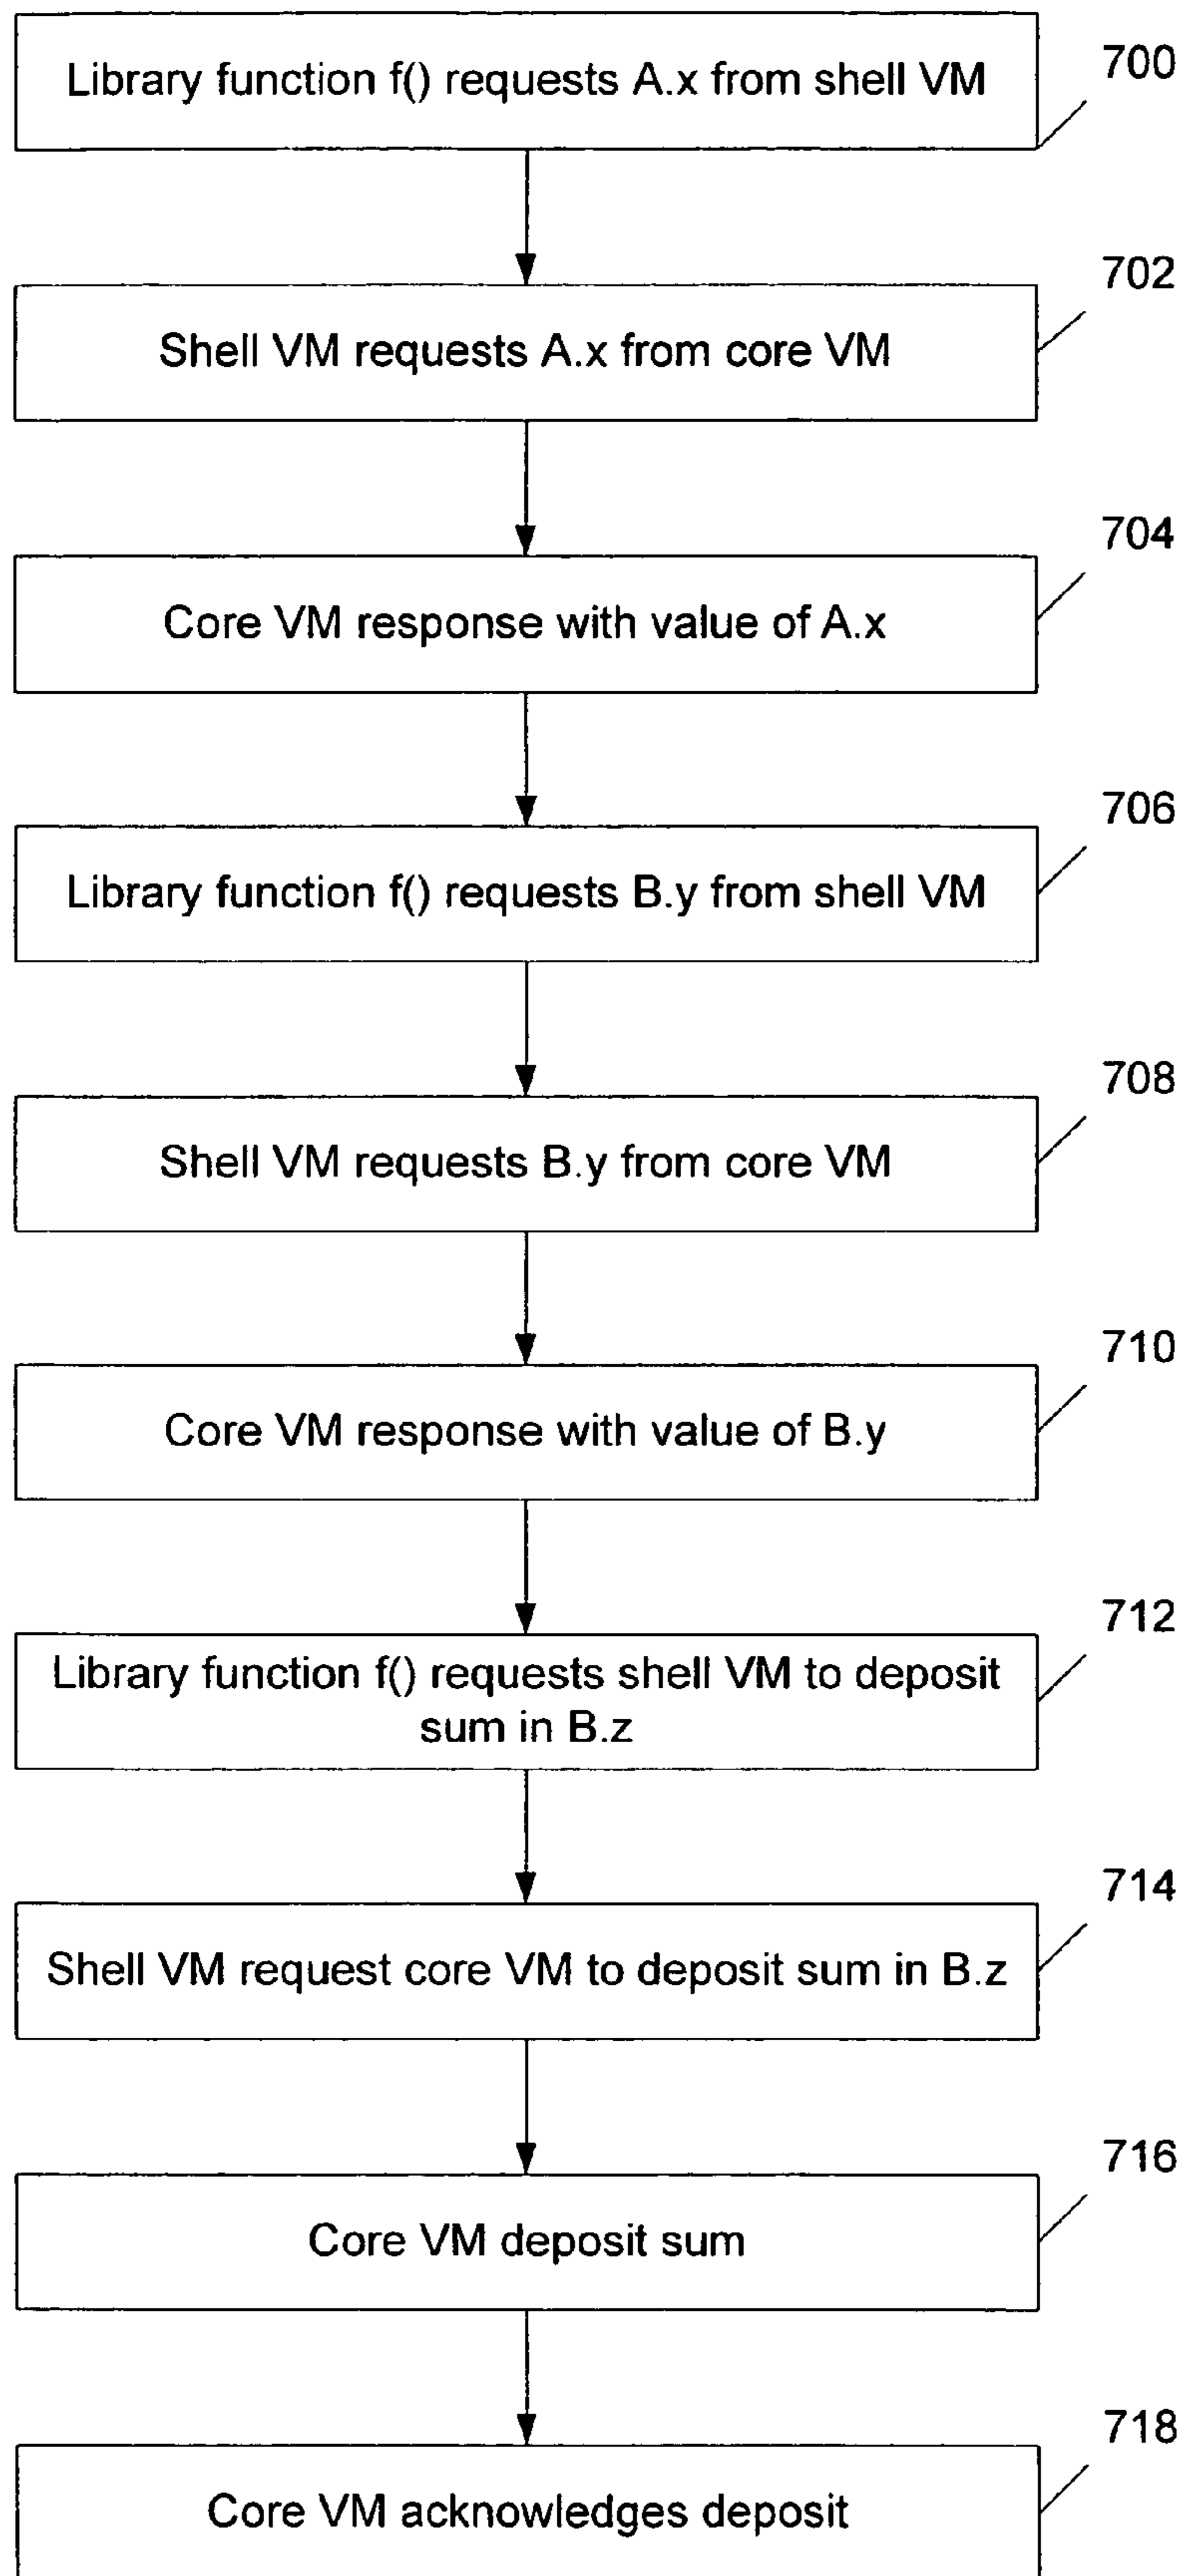 700
Library function f() requests A.x from shell VM
702
Shell VM requests A.x from core VM
704
Core VM response with value of A.x
706
Library function f() requests B.y from shell VM
708
Shell VM requests B.y from core VM
710
Core VM response with value of B.y
712
Library function f() requests shell VM to deposit
sum in B.z
714
Shell VM request core VM to deposit sum in B.z
716
Core VM deposit sum
718
Core VM acknowledges deposit